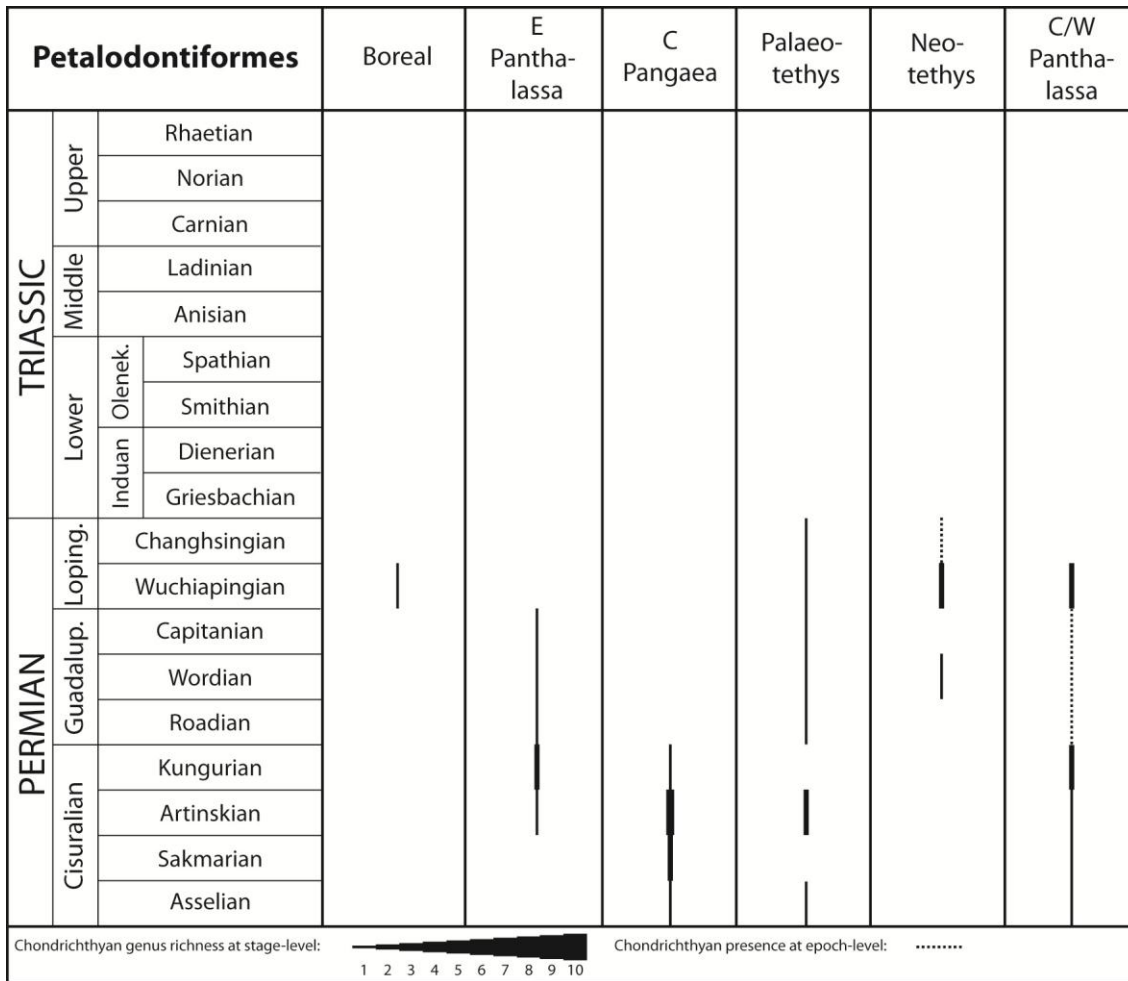 Petalodontiformes
Boreal
E
Pantha-
lassa
C
Pangaea
Palaeo-
tethys
Neo-
tethys
C/W
Pantha-
lassa
TRIASSIC
Upper
Rhaetian
Norian
Carnian
Middle
Ladinian
Anisian
Lower
Olenek.
Spathian
Smithian
Induan
Dienerian
Griesbachian
PERMIAN
Loping.
Changhsingian
Wuchiapingian
Guadalup.
Capitanian
Wordian
Roadian
Cisuralian
Kungurian
Artinskian
Sakmarian
Asselian
Chondrichthyan genus richness at stage-level:
1 2 3 4 5 6 7 8 9 10
Chondrichthyan presence at epoch-level: